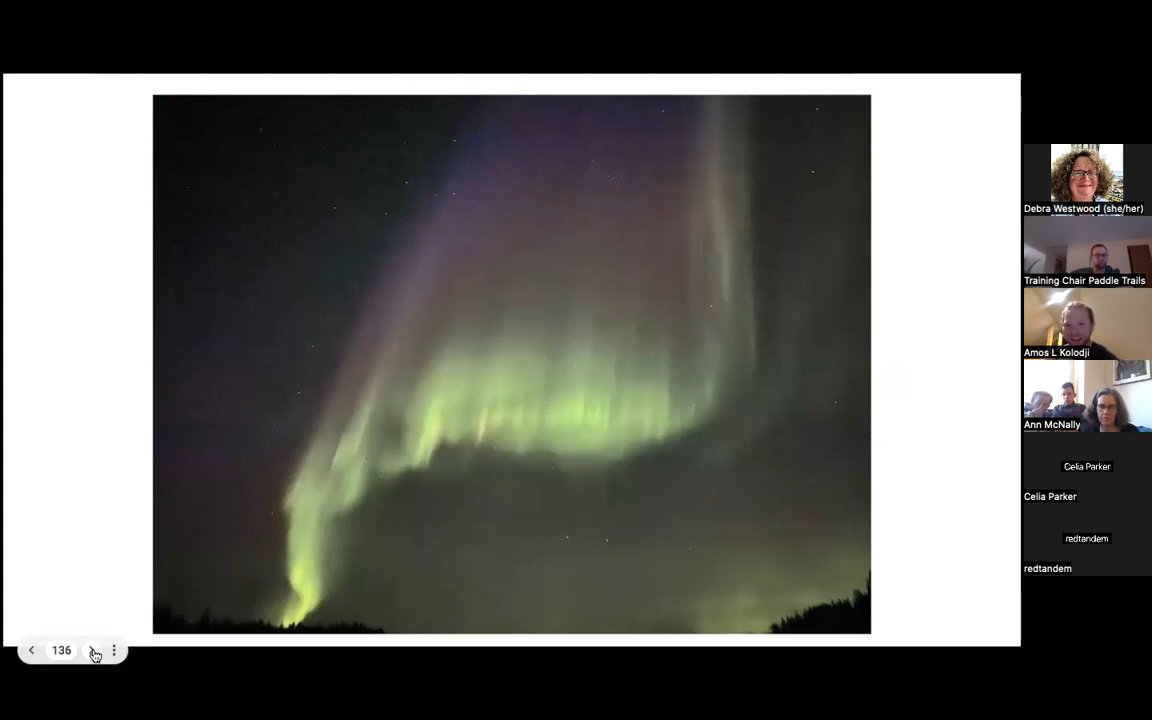 Debra Westwood (she/her)
Training Chair Paddle Trails
Amos L Kolodji
Ann McNally
Celia Parker
Celia Parker
redtandem
redtandem
136